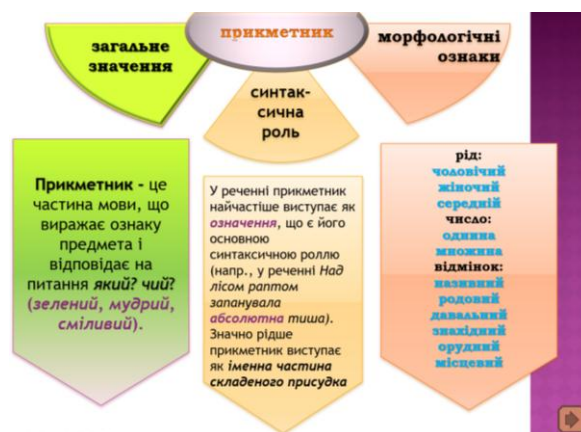 прикметник
загальне
значення
синтак-
сична
роль
морфологічні
ознаки
Прикметник - це
частина мови, що
виражає ознаку
предмета і
відповідає на
питання який? чий?
(зелений, мудрий,
сміливий).
У реченні прикметник
найчастіше виступає як
означення, що є його
основною
синтаксичною роллю
(напр., у реченні Над
лісом раптом
запанувала
абсолютна тиша).
Значно рідше
прикметник виступає
як іменна частина
складеного присудка
рід:
чоловічий
жіночий
середній
число:
однина
множина
відмінок:
називний
родовий
давальний
знахідний
орудний
місцевий